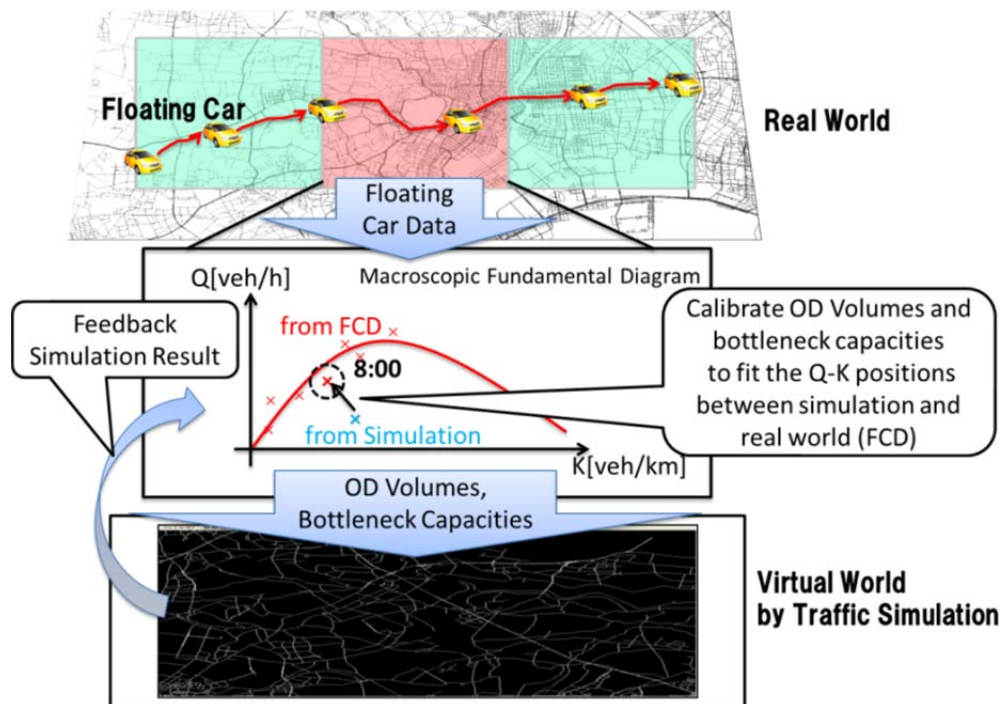 Floating Car
Real World
Floating
Car Data
Q[veh/h]
Macroscopic Fundamental Diagram
Feedback
Simulation Result
from FCD
8:00
from Simulation
K[veh/km]
Calibrate OD Volumes and
bottleneck capacities
to fit the Q-K positions
between simulation and
real world (FCD)
OD Volumes,
Bottleneck Capacities
Virtual World
by Traffic Simulation